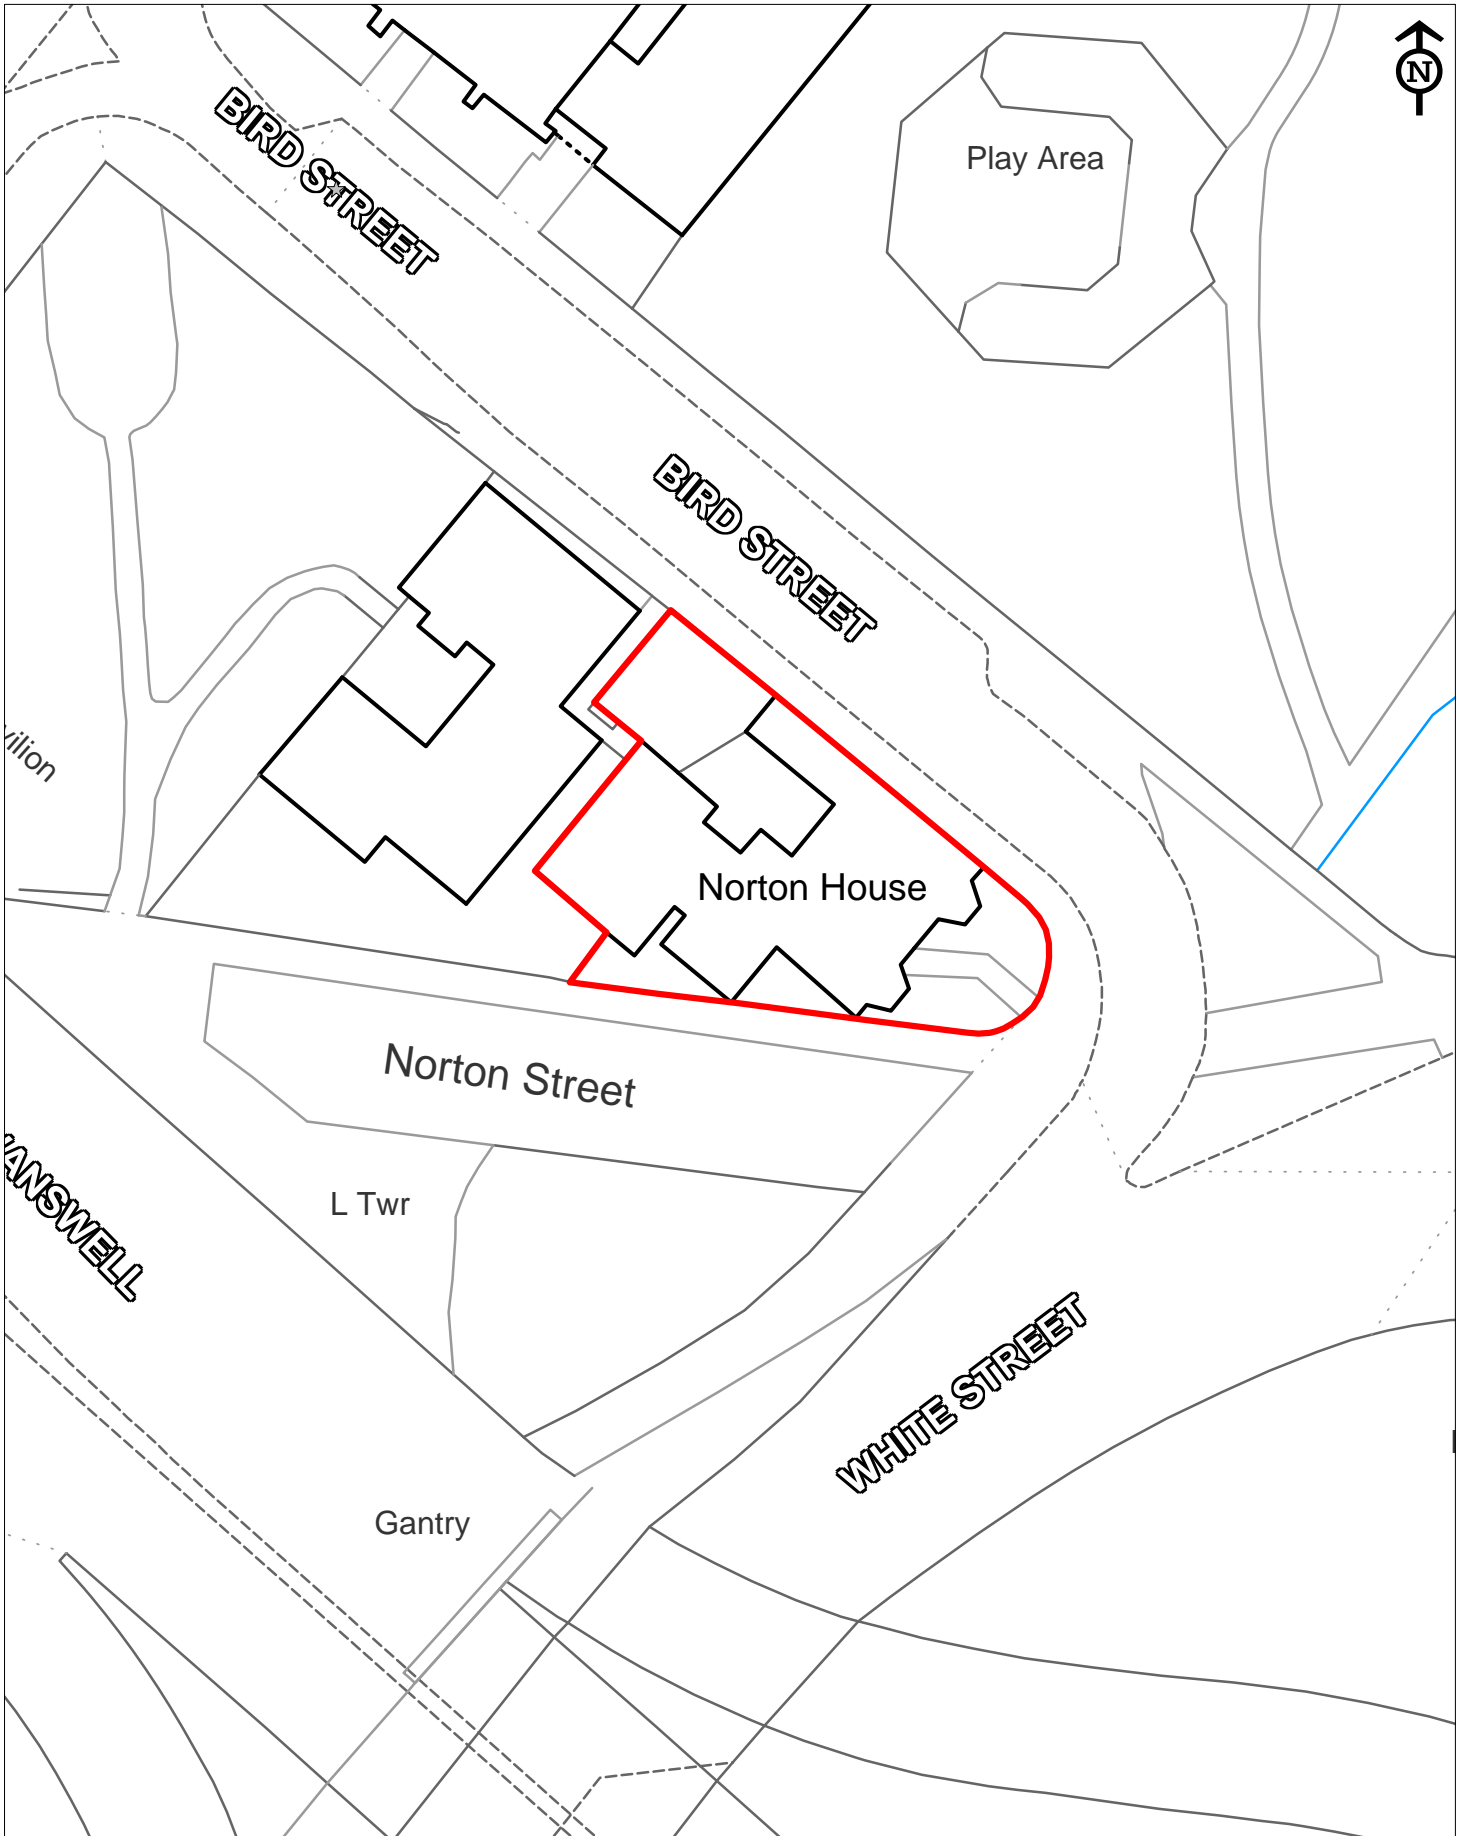 N
BIRD STREET
Play Area
BIRD STREET
Norton House
Norton Street
L Twr
WHITE STREET
Gantry